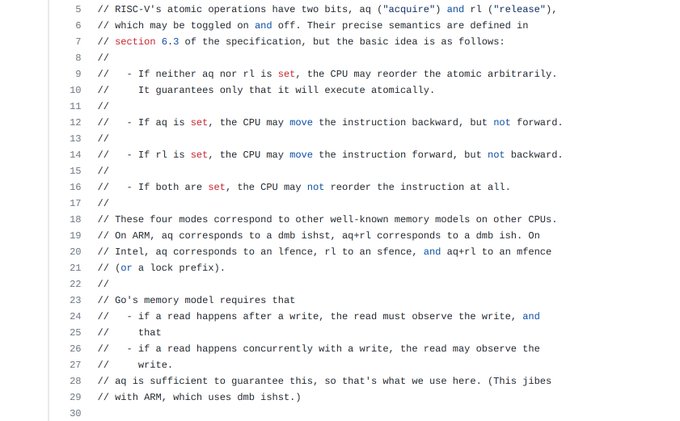 5 // RISC-V's atomic operations have two bits, aq ("acquire") and rl ("release"),
6 // which may be toggled on and off. Their precise semantics are defined in
7 // section 6.3 of the specification, but the basic idea is as follows:
8 //
9 //   - If neither aq nor rl is set, the CPU may reorder the atomic arbitrarily.
10 //     It guarantees only that it will execute atomically.
11 //
12 //   - If aq is set, the CPU may move the instruction backward, but not forward.
13 //
14 //   - If rl is set, the CPU may move the instruction forward, but not backward.
15 //
16 //   - If both are set, the CPU may not reorder the instruction at all.
17 //
18 // These four modes correspond to other well-known memory models on other CPUs.
19 // On ARM, aq corresponds to a dmb ishst, aq+rl corresponds to a dmb ish. On
20 // Intel, aq corresponds to an lfence, rl to an sfence, and aq+rl to an mfence
21 // (or a lock prefix).
22 //
23 // Go's memory model requires that
24 //   - if a read happens after a write, the read must observe the write, and
25 //     that
26 //   - if a read happens concurrently with a write, the read may observe the
27 //     write.
28 // aq is sufficient to guarantee this, so that's what we use here. (This jibes
29 // with ARM, which uses dmb ishst.)
30